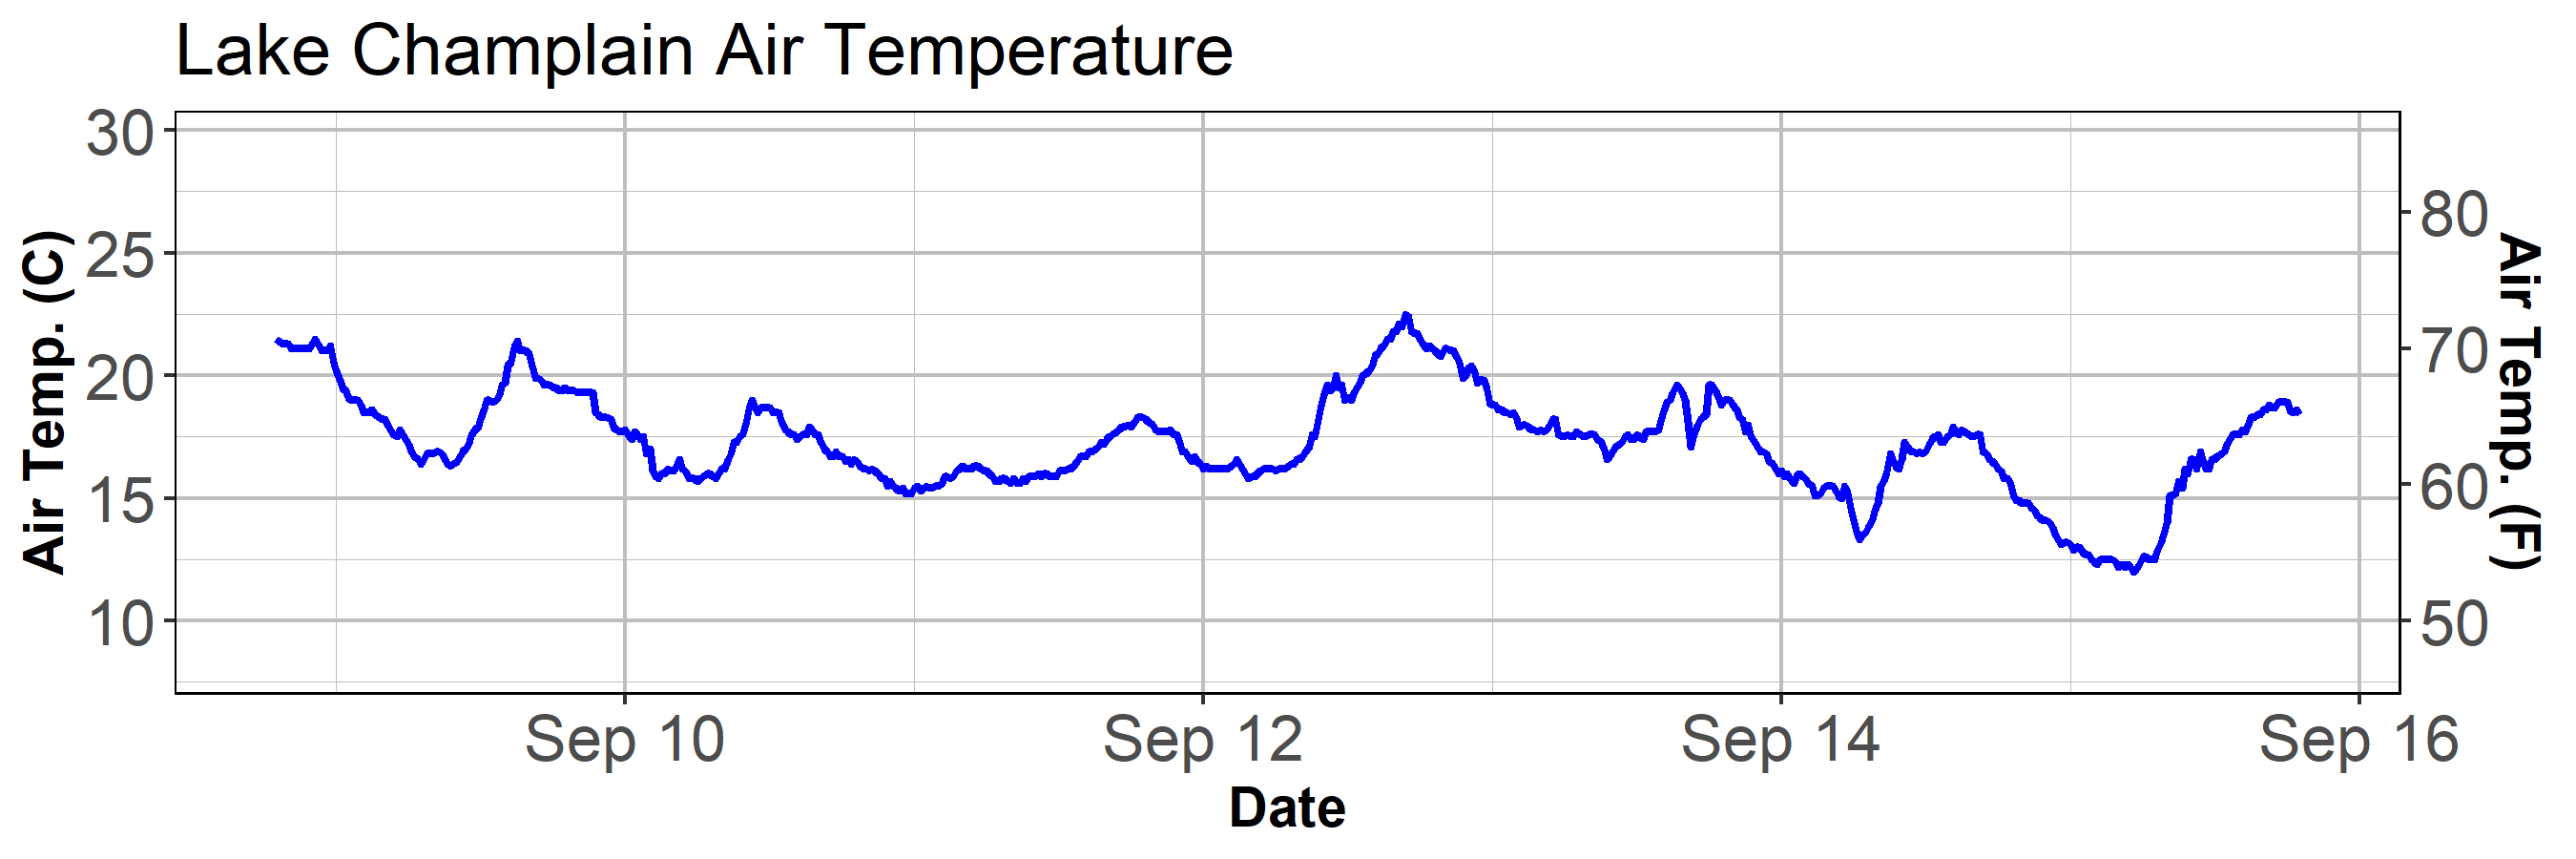 Lake Champlain Air Temperature
Air Temp. (C)
30
25
20
15
10
80
70
60
50
Air Temp. (F)
Sep 10
Sep 12
Sep 14
Sep 16
Date